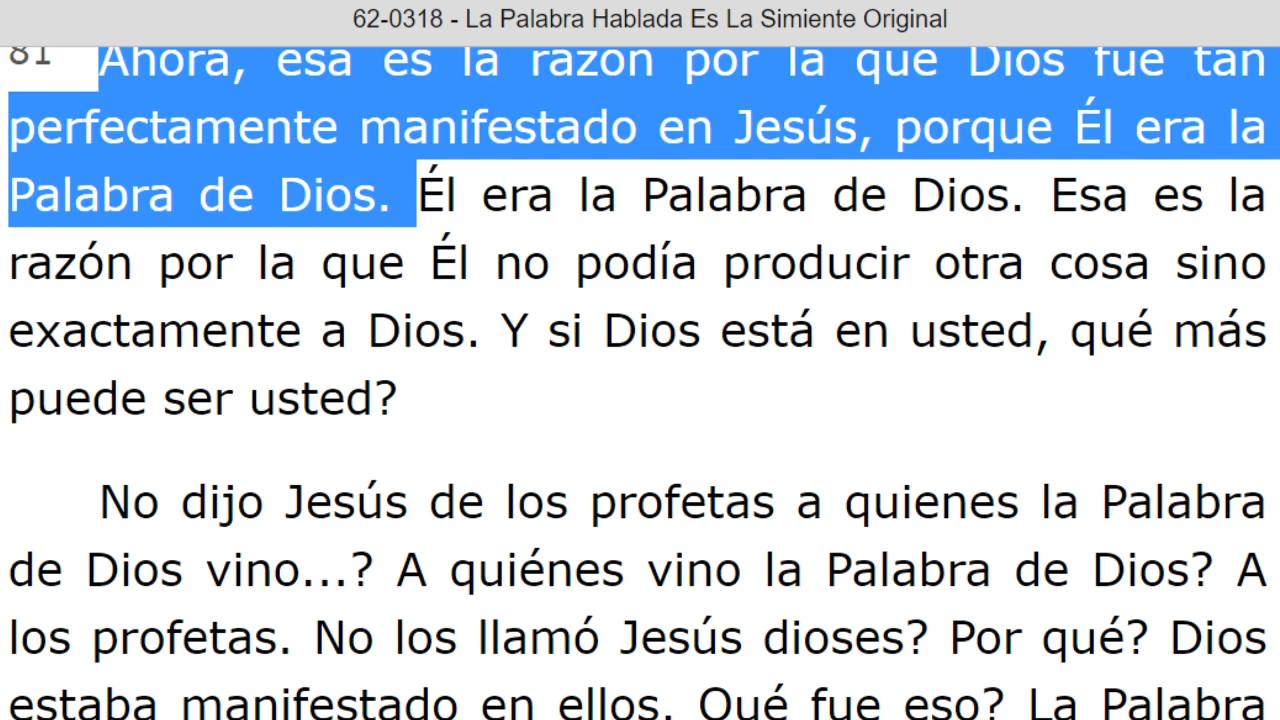 62-0318 - La Palabra Hablada Es La Simiente Original
81 Ahora, esa es la razón por la que Dios fue tan
perfectamente manifestado en Jesús, porque Él era la
Palabra de Dios. Él era la Palabra de Dios. Esa es la
razón por la que Él no podía producir otra cosa sino
exactamente a Dios. Y si Dios está en usted, qué más
puede ser usted?
No dijo Jesús de los profetas a quienes la Palabra
de Dios vino...? A quiénes vino la Palabra de Dios? A
los profetas. No los llamó Jesús dioses? Por qué? Dios
estaba manifestado en ellos. Qué fue eso? La Palabra